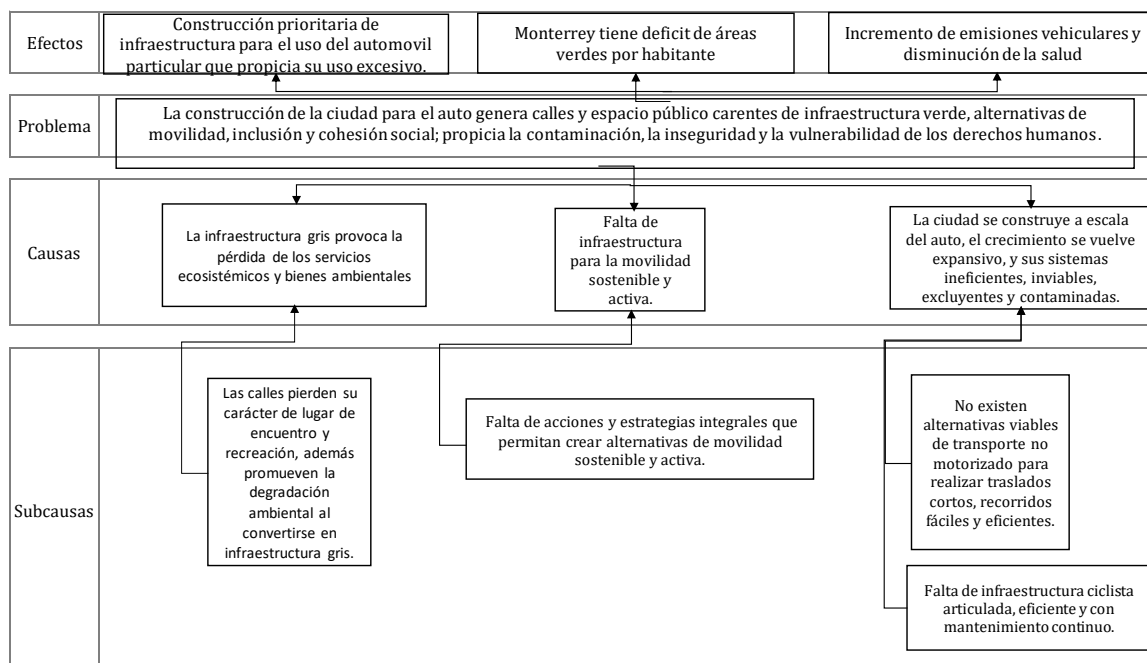 Efectos
Construcción prioritaria de
infraestructura para el uso del automovil
particular que propicia su uso excesivo.
Monterrey tiene deficit de áreas
verdes por habitante
Incremento de emisiones vehiculares y
disminución de la salud
Problema
La construcción de la ciudad para el auto genera calles y espacio público carentes de infraestructura verde, alternativas de
movilidad, inclusión y cohesión social; propicia la contaminación, la inseguridad y la vulnerabilidad de los derechos humanos.
Causas
La infraestructura gris provoca la
pérdida de los servicios
ecosistémicos y bienes ambientales
Falta de
infraestructura
para la movilidad
sostenible y
activa.
La ciudad se construye a escala
del auto, el crecimiento se vuelve
expansivo, y sus sistemas
ineficientes, inviables,
excluyentes y contaminadas.
Subcausas
Las calles pierden su
carácter de lugar de
encuentro y
recreación, además
promueven la
degradación
ambiental al
convertirse en
infraestructura gris.
Falta de acciones y estrategias integrales que
permitan crear alternativas de movilidad
sostenible y activa.
No existen
alternativas viables
de transporte no
motorizado para
realizar traslados
cortos, recorridos
fáciles y eficientes.
Falta de infraestructura ciclista
articulada, eficiente y con
mantenimiento continuo.